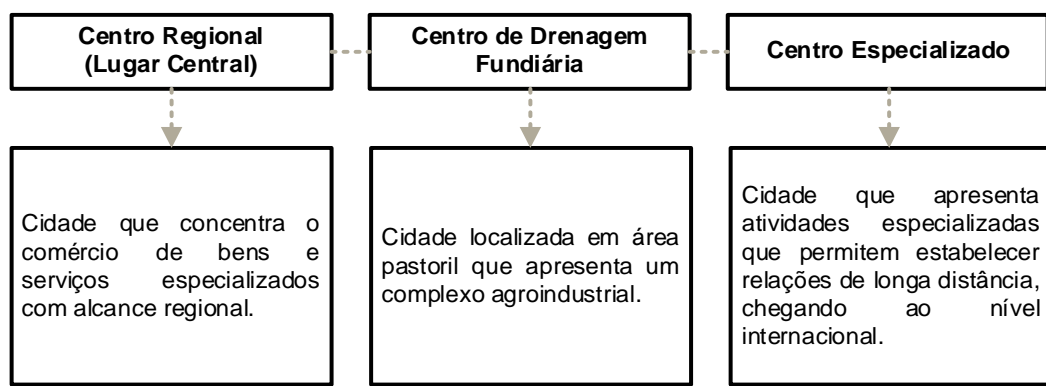 Centro Regional
(Lugar Central)
Centro de Drenagem
Fundiária
Centro Especializado
Cidade que concentra o
comércio de bens e
serviços especializados
com alcance regional.
Cidade localizada em área
pastoril que apresenta um
complexo agroindustrial.
Cidade que apresenta
atividades especializadas
que permitem estabelecer
relações de longa distância,
chegando ao nível
internacional.